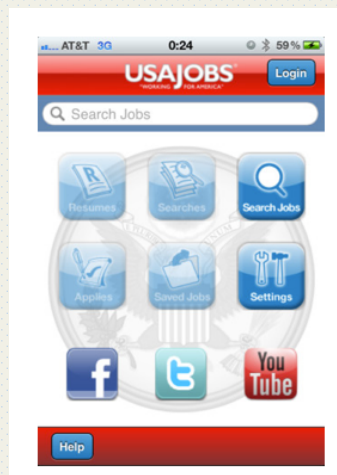 AT&T 3G 0:24 59%
USAJOBS Login
"WORKING FOR AMERICA"
Search Jobs
Resumes Searches Search Jobs
Applies Saved Jobs Settings
f t You
Tube
Help